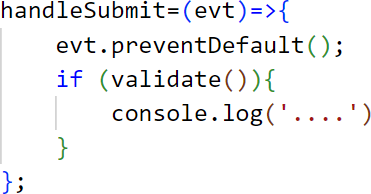 handleSubmit=(evt)=>{
    evt.preventDefault();
    if (validate()){
        console.log('....')
    }
};